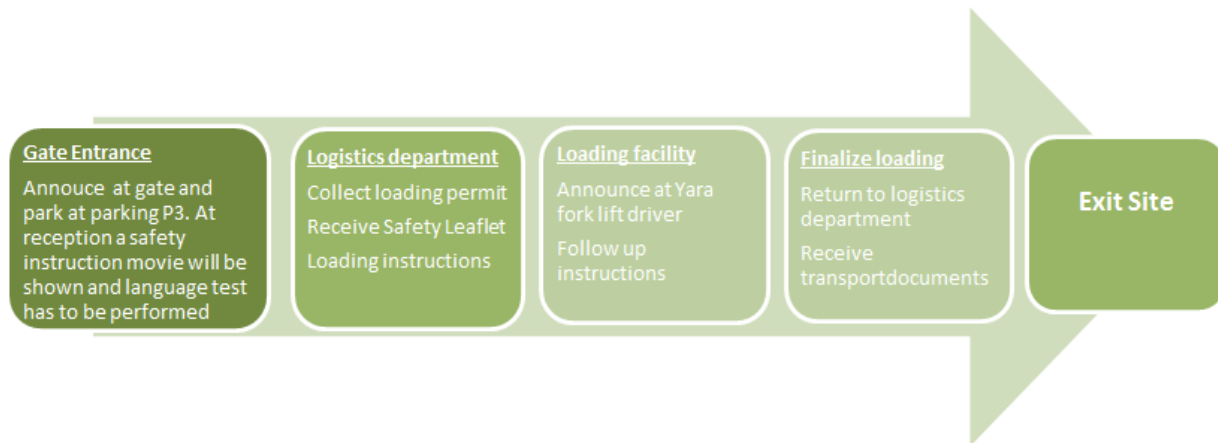 Gate Entrance
Annouce at gate and
park at parking P3. At
reception a safety
instruction movie will be
shown and language test
has to be performed
Logistics department
Collect loading permit
Receive Safety Leaflet
Loading instructions
Loading facility
Announce at Yara
fork lift driver
Follow up
instructions
Finalize loading
Return to logistics
department
Receive
transportdocuments
Exit Site